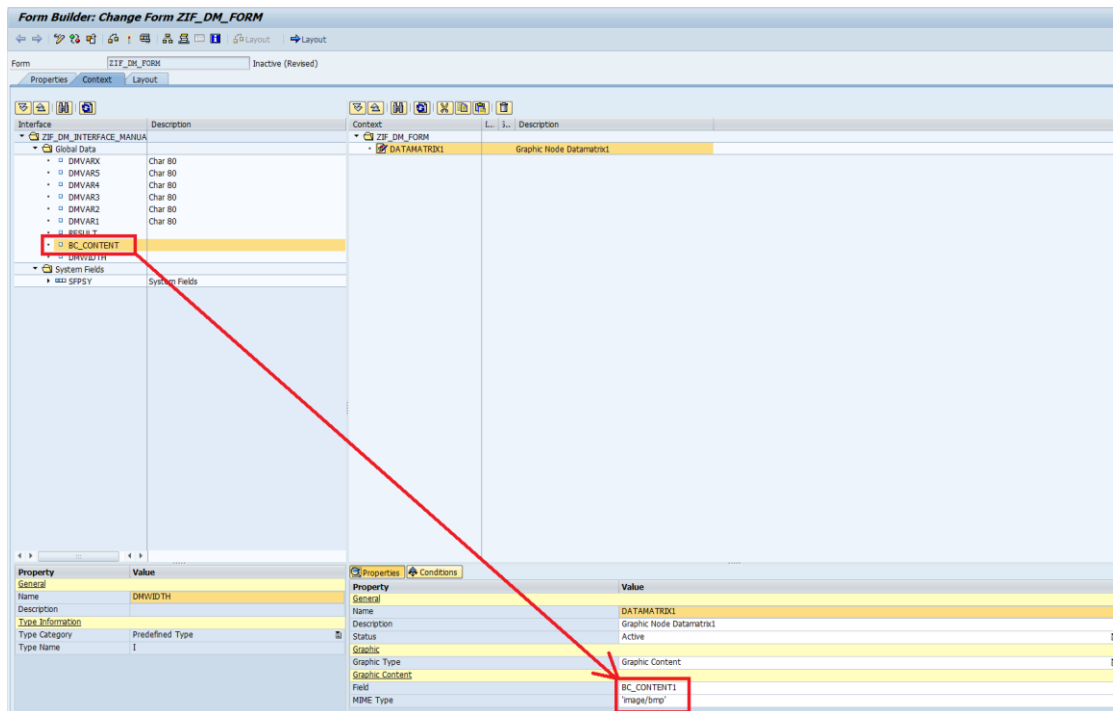 Form Builder: Change Form ZIF_DM_FORM
Layout Layout
Form ZIF_DM_FORM Inactive (Revised)
Properties Context Layout
Interface Description
ZIF_DM_INTERFACE_MANUA
Global Data
DMVARX Char 80
DMVAR5 Char 80
DMVAR4 Char 80
DMVAR3 Char 80
DMVAR2 Char 80
DMVAR1 Char 80
RESULT
BC_CONTENT
DMWIDTH
System Fields
SFPSY System Fields
Context L... Description
ZIF_DM_FORM
DATAMATRIX1 Graphic Node Datamatrix1
Property Value
General
Name DMWIDTH
Description
Type Information
Type Category Predefined Type
Type Name I
Properties Conditions
Property Value
General
Name DATAMATRIX1
Description Graphic Node Datamatrix1
Status Active
Graphic
Graphic Type Graphic Content
Graphic Content
Field BC_CONTENT1
MIME Type 'image/bmp'